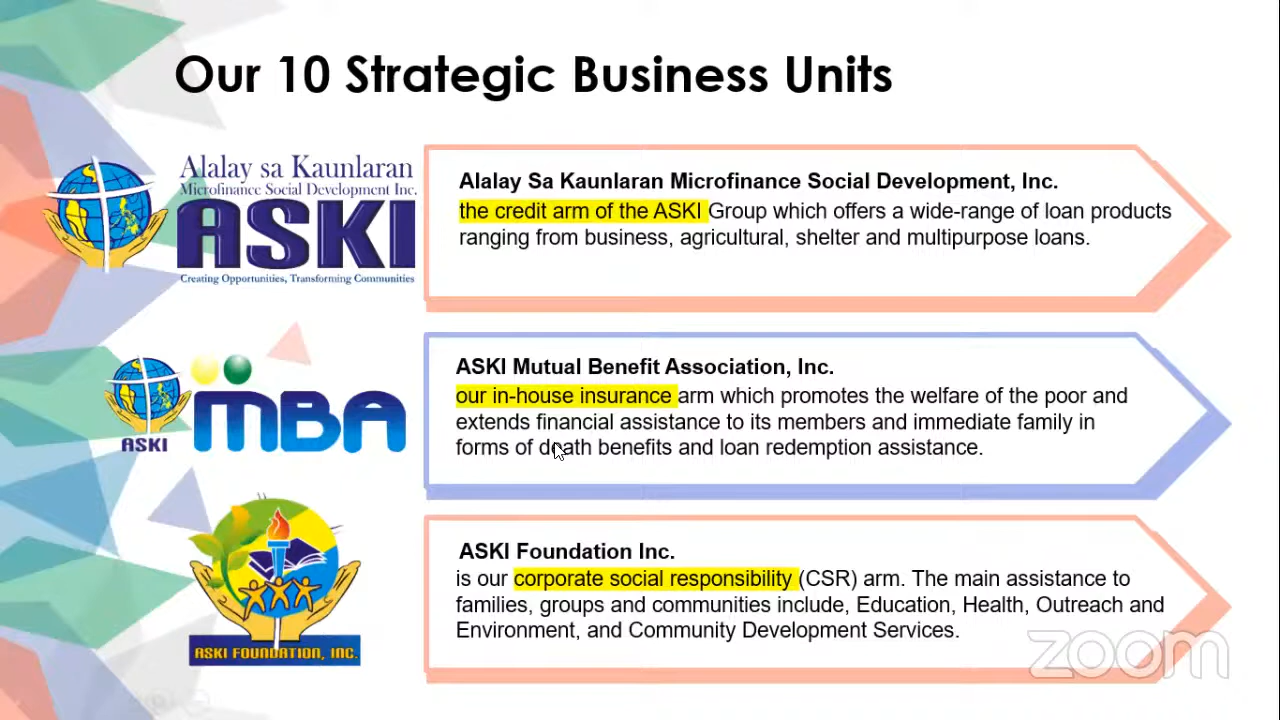 Our 10 Strategic Business Units
Alalay sa Kaunlaran
Microfinance Social Development Inc.
ASKI
Creating Opportunities, Transforming Communities
Alalay Sa Kaunlaran Microfinance Social Development, Inc.
the credit arm of the ASKI Group which offers a wide-range of loan products
ranging from business, agricultural, shelter and multipurpose loans.
ASKI
mBA
ASKI Mutual Benefit Association, Inc.
our in-house insurance arm which promotes the welfare of the poor and
extends financial assistance to its members and immediate family in
forms of death benefits and loan redemption assistance.
ASKI FOUNDATION, INC.
ASKI Foundation Inc.
is our corporate social responsibility (CSR) arm. The main assistance to
families, groups and communities include, Education, Health, Outreach and
Environment, and Community Development Services.
zoom